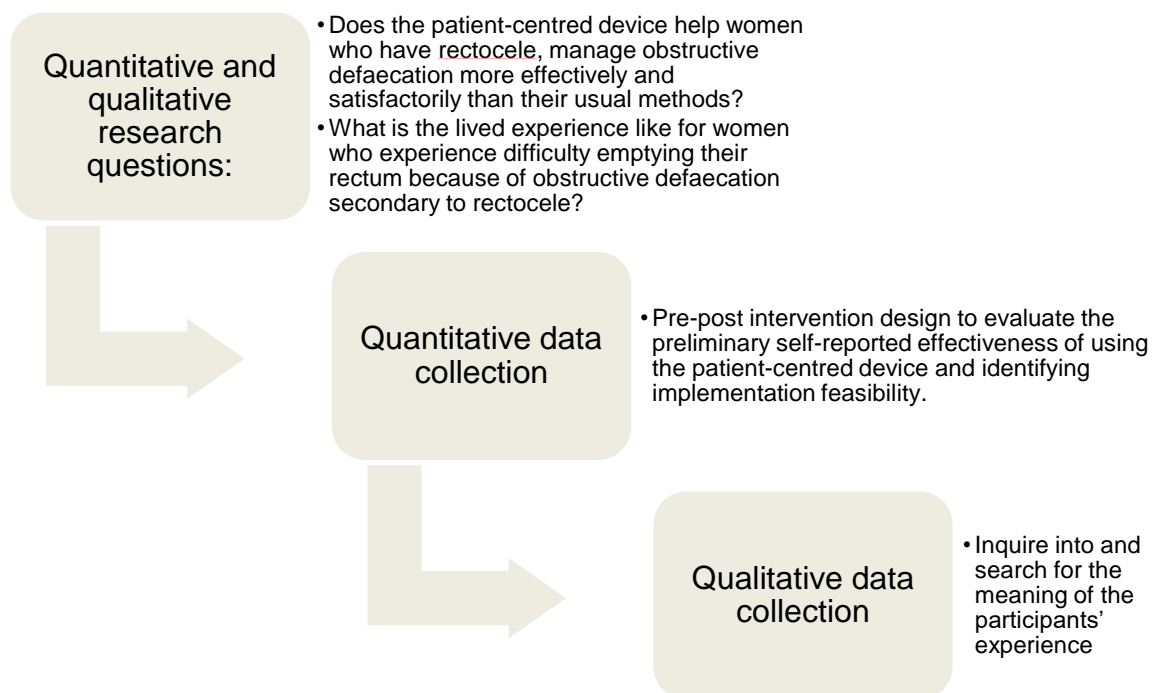 Quantitative and
qualitative
research
questions:
•Does the patient-centred device help women
who have rectocele, manage obstructive
defaecation more effectively and
satisfactorily than their usual methods?
•What is the lived experience like for women
who experience difficulty emptying their
rectum because of obstructive defaecation
secondary to rectocele?
Quantitative data
collection
•Pre-post intervention design to evaluate the
preliminary self-reported effectiveness of using
the patient-centred device and identifying
implementation feasibility.
Qualitative data
collection
•Inquire into and
search for the
meaning of the
participants’
experience